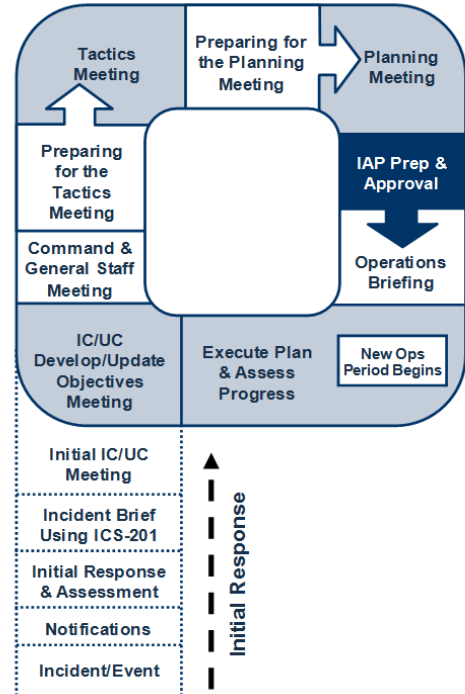 Tactics
Meeting
Preparing for
the Planning
Meeting
Planning
Meeting
Preparing
for the
Tactics
Meeting
IAP Prep &
Approval
Command &
General Staff
Meeting
Operations
Briefing
IC/UC
Develop/Update
Objectives
Meeting
Execute Plan
& Assess
Progress
New Ops
Period Begins
Initial IC/UC
Meeting
Incident Brief
Using ICS-201
Initial Response
& Assessment
Notifications
Incident/Event
Initial Response